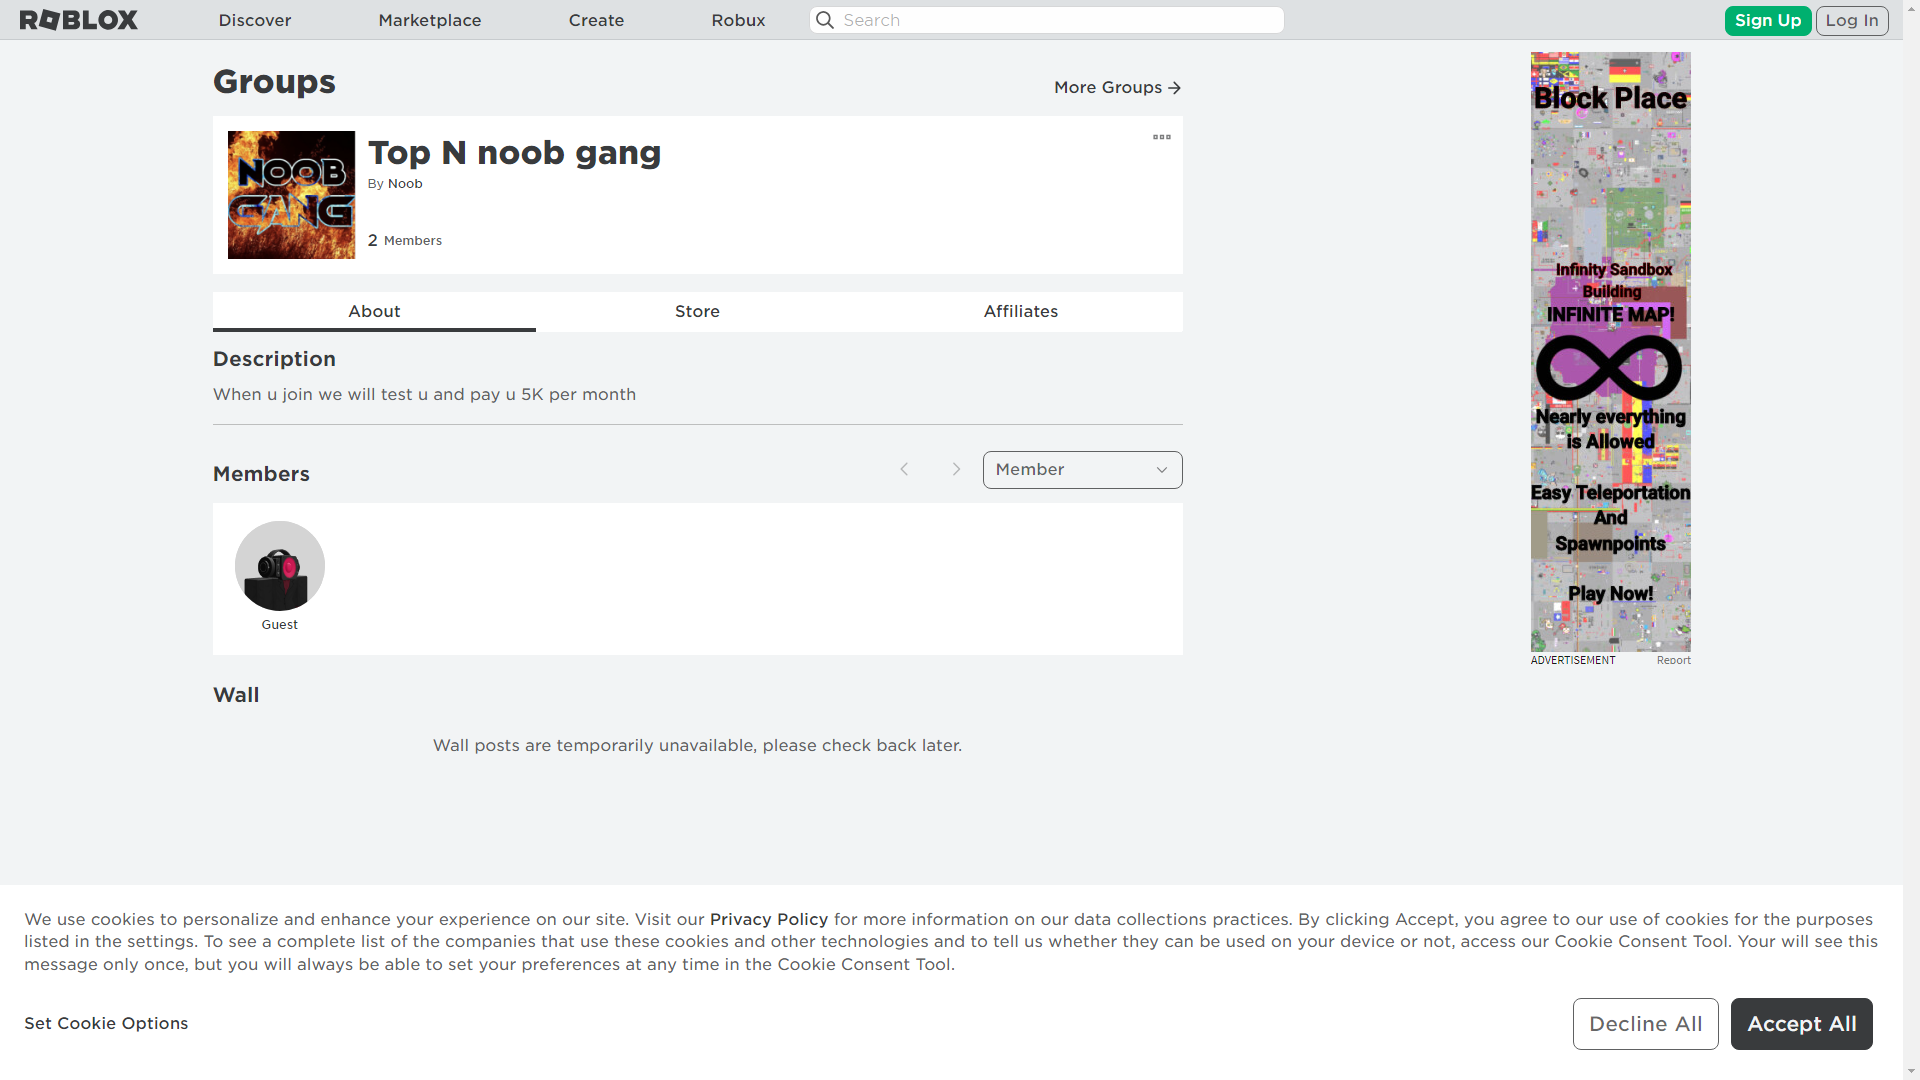 ROBLOX
Discover
Marketplace
Create
Robux
Search
Sign Up
Log In
Groups
More Groups
NOOB
GANG
Top N noob gang
By Noob
2 Members
About
Store
Affiliates
Description
When u join we will test u and pay u 5K per month
Members
Member
Guest
Wall
Wall posts are temporarily unavailable, please check back later.
Block Place
Infinity Sandbox
Building
INFINITE MAP!
Nearly everything
is Allowed
Easy Teleportation
And
Spawnpoints
Play Now!
ADVERTISEMENT
Report
We use cookies to personalize and enhance your experience on our site. Visit our Privacy Policy for more information on our data collections practices. By clicking Accept, you agree to our use of cookies for the purposes
listed in the settings. To see a complete list of the companies that use these cookies and other technologies and to tell us whether they can be used on your device or not, access our Cookie Consent Tool. Your will see this
message only once, but you will always be able to set your preferences at any time in the Cookie Consent Tool.
Set Cookie Options
Decline All
Accept All